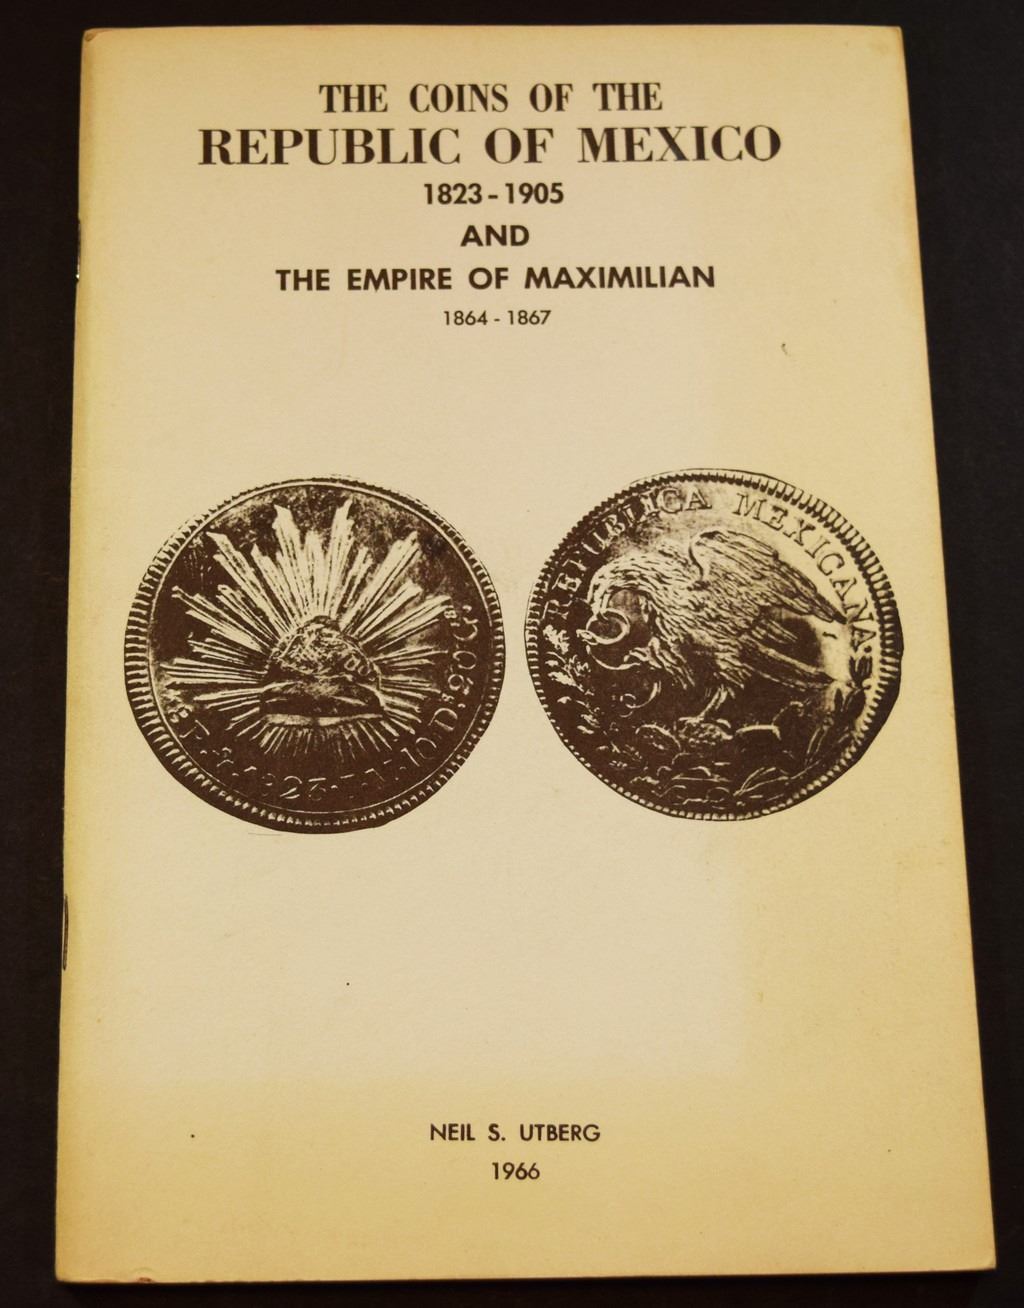 THE COINS OF THE
REPUBLIC OF MEXICO
1823-1905
AND
THE EMPIRE OF MAXIMILIAN
1864 - 1867
REPUBLICA MEXICANA
NEIL S. UTBERG
1966